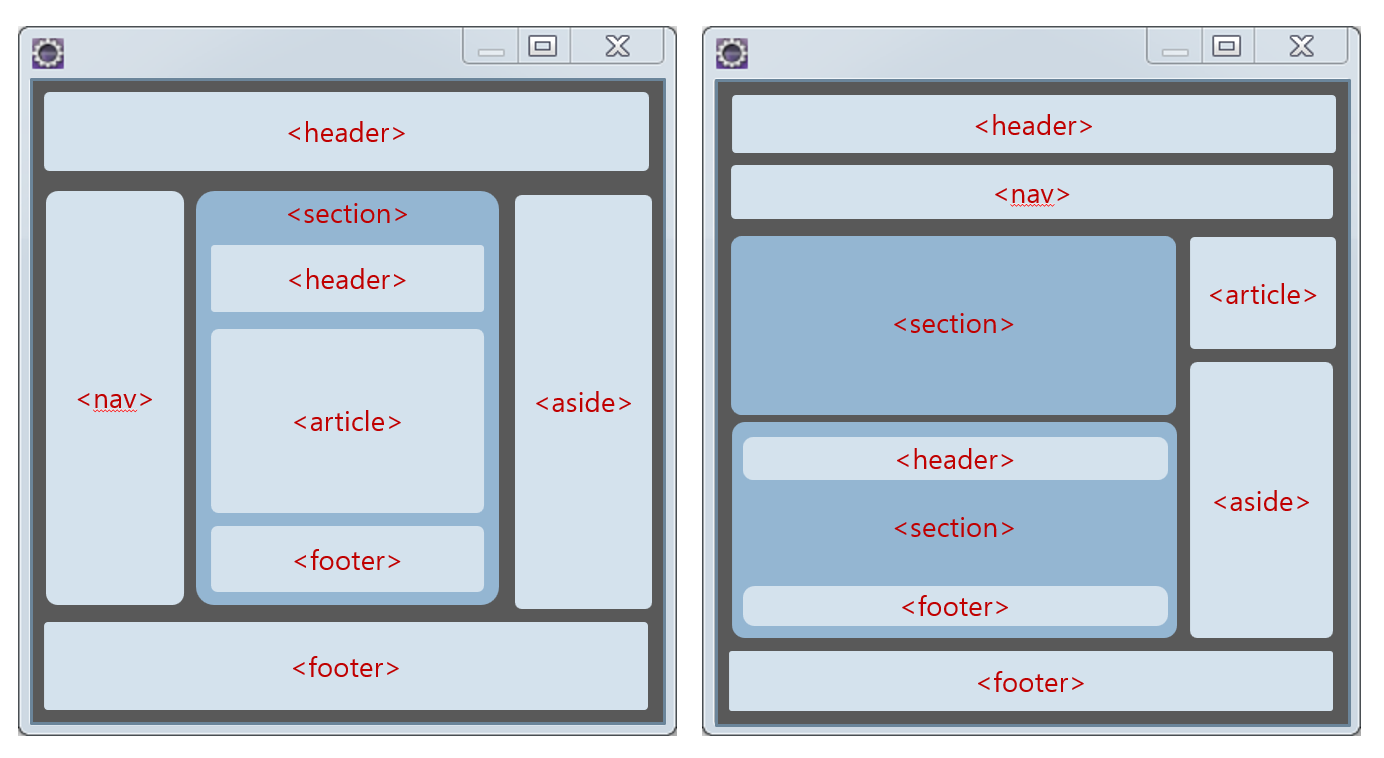 <header>
<nav>
<section>
<header>
<article>
<footer>
<aside>
<footer>
<header>
<nav>
<section>
<article>
<header>
<section>
<footer>
<aside>
<footer>